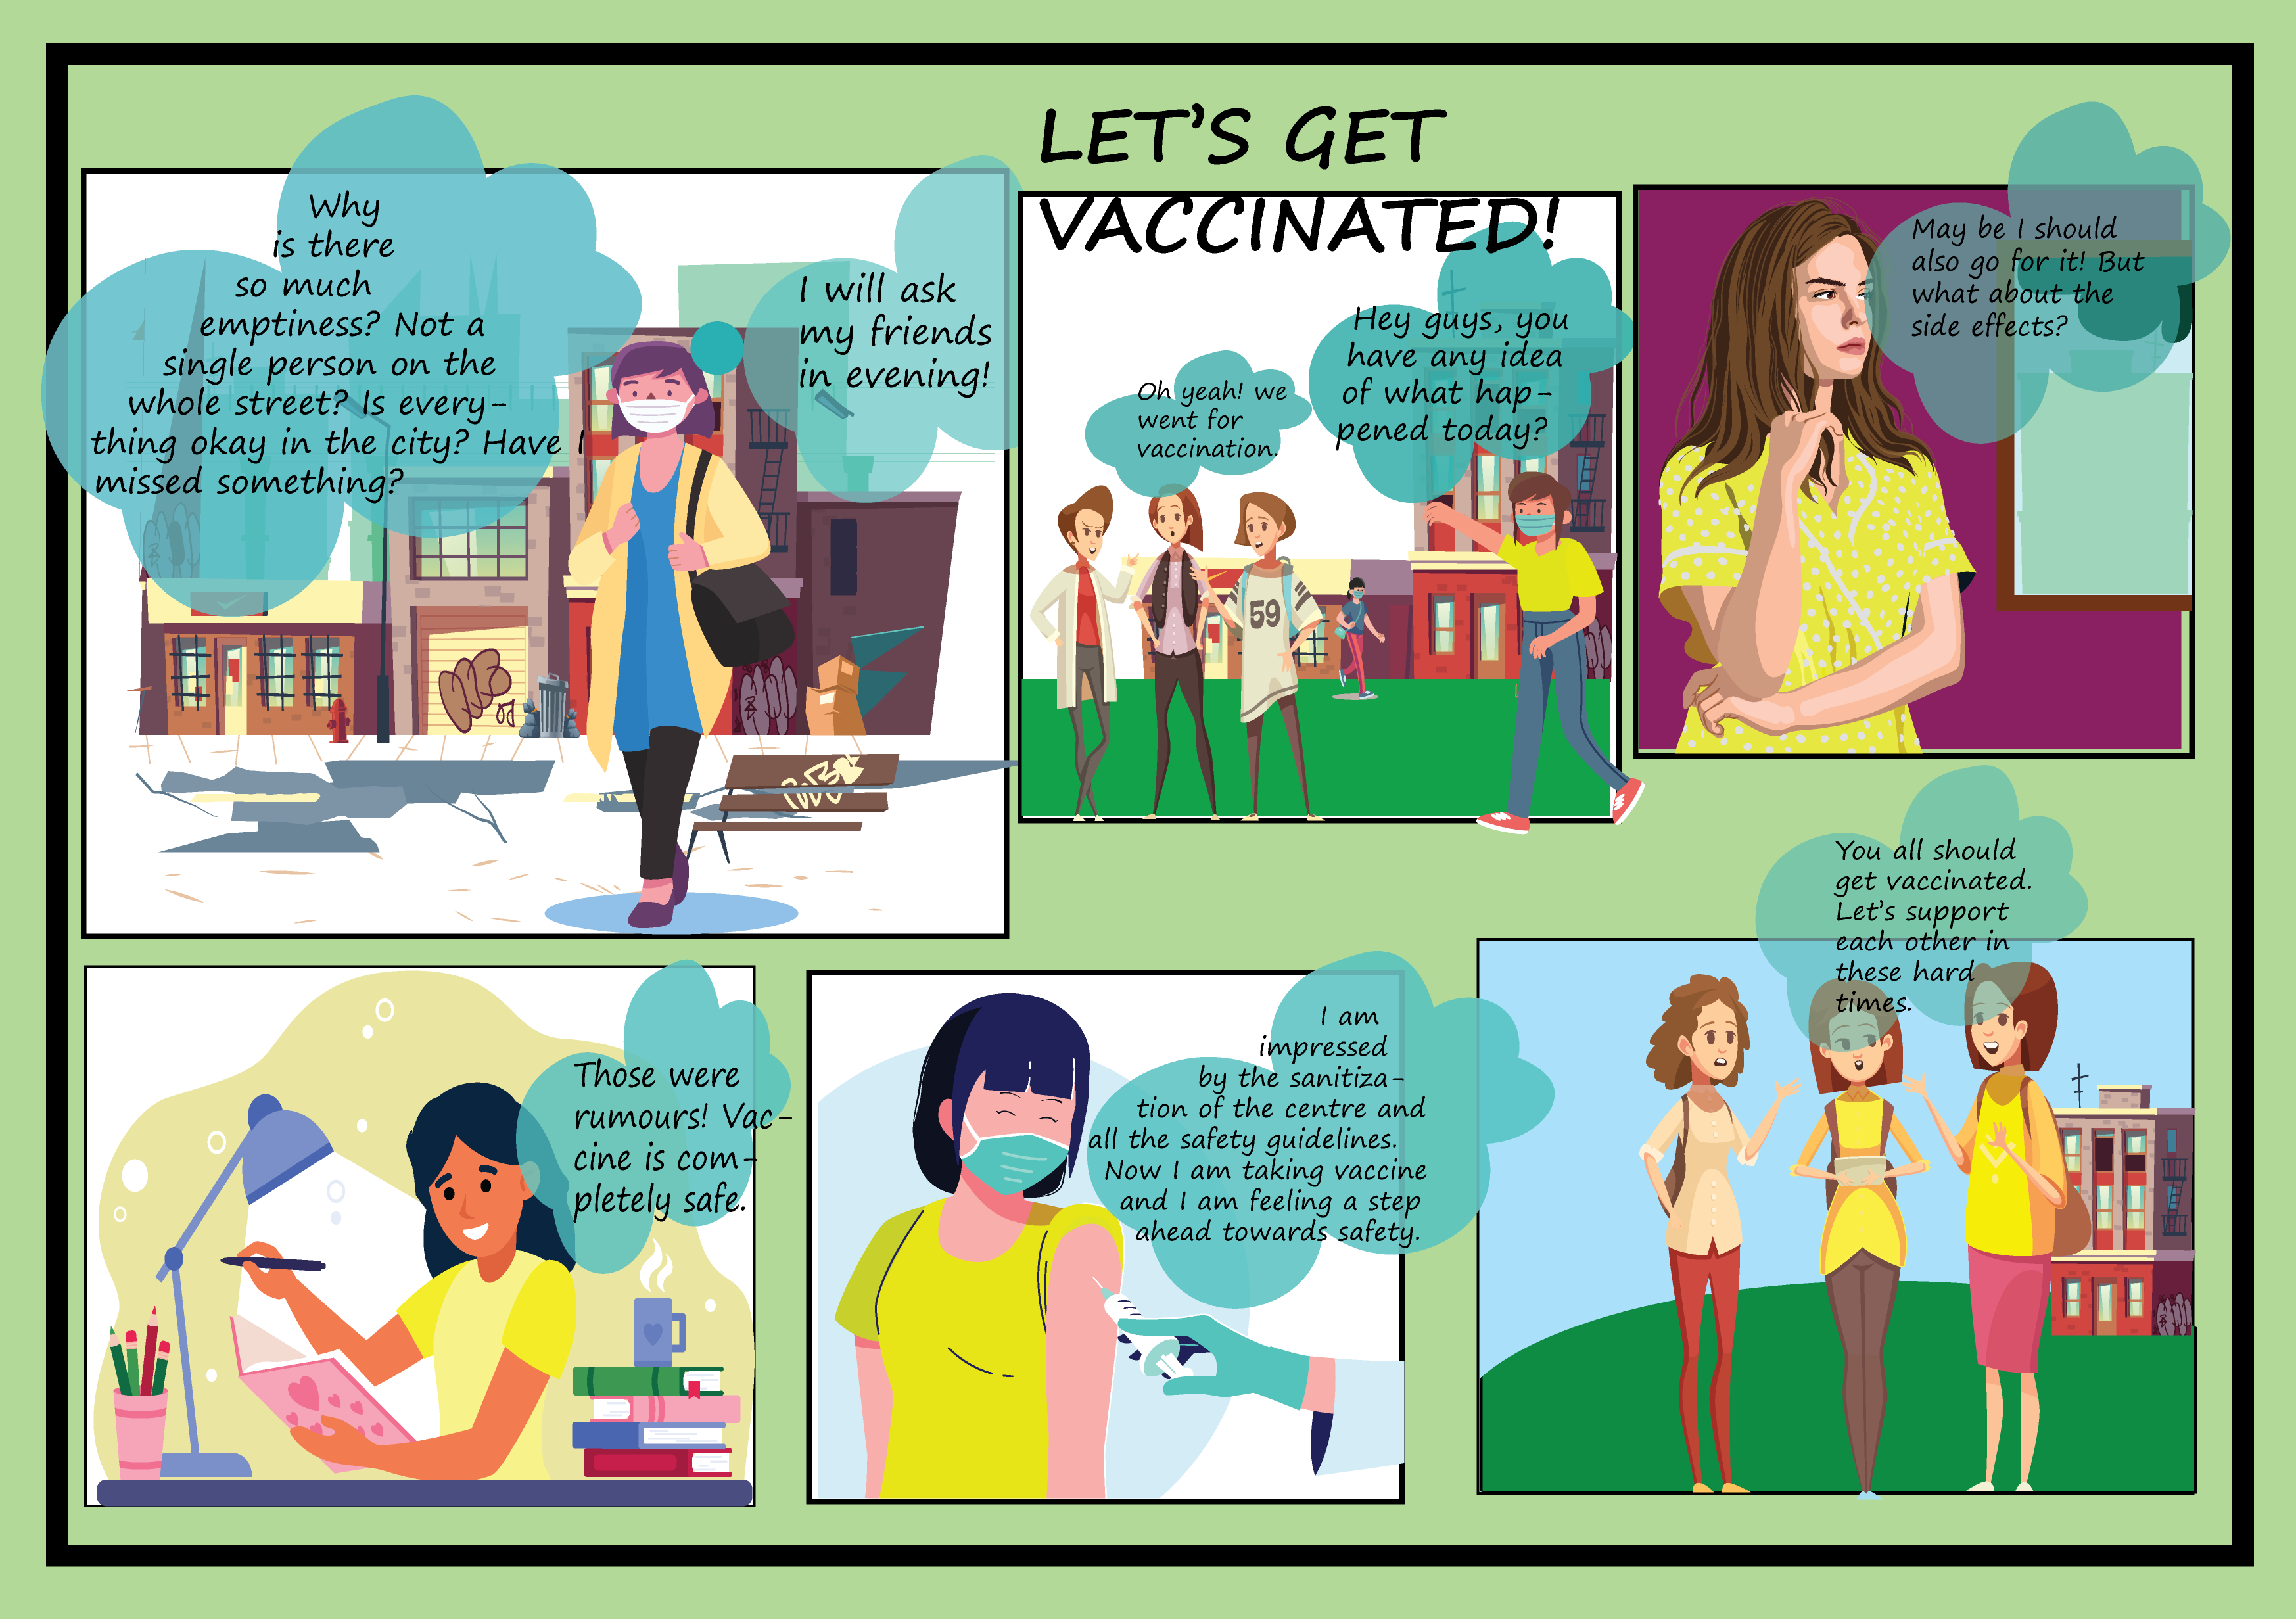 LET'S GET
VACCINATED!
Why
is there
so much
emptiness? Not a
single person on the
whole street? Is every-
thing okay in the city? Have I
missed something?
I will ask
my friends
in evening!
Hey guys, you
have any idea
of what hap-
pened today?
Oh yeah! we
went for
vaccination.
59
May be I should
also go for it! But
what about the
side effects?
Those were
rumours! Vac-
cine is com-
pletely safe.
I am
impressed
by the sanitiza-
tion of the centre and
all the safety guidelines.
Now I am taking vaccine
and I am feeling a step
ahead towards safety.
You all should
get vaccinated.
Let's support
each other in
these hard
times.